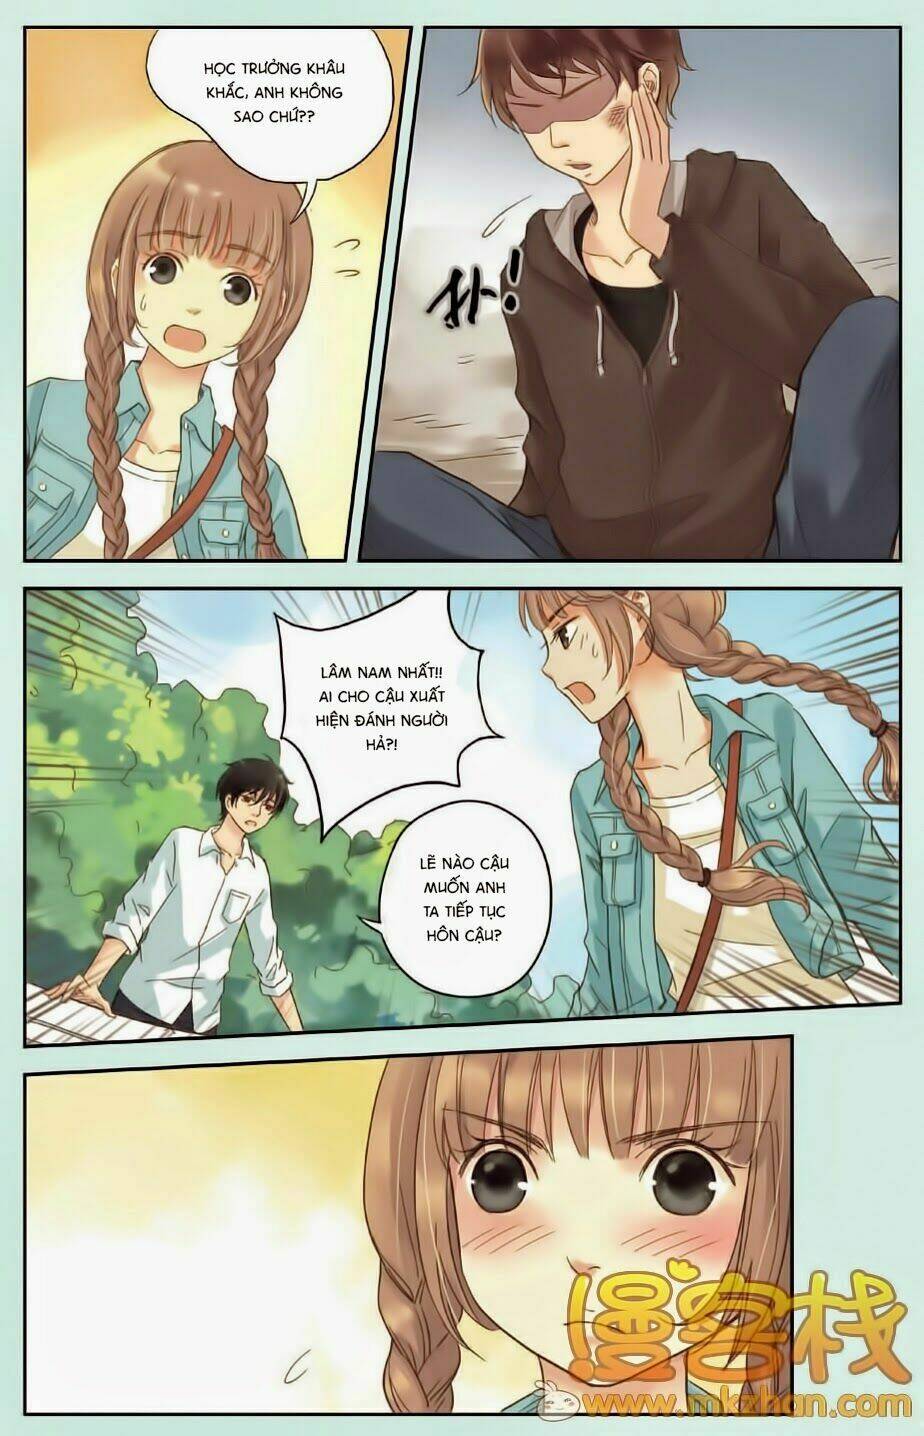 HỌC TRƯỞNG KHÂU
KHẮC, ANH KHÔNG
SAO CHỨ??
扑!
LÂM NAM NHẤT!!
AI CHO CẬU XUẤT
HIỆN ĐÁNH NGƯỜI
HẢ?!
LẼ NÀO CẬU
MUỐN ANH
TA TIẾP TỤC
HÔN CẬU?
漫客栈
www.mkzhan.com